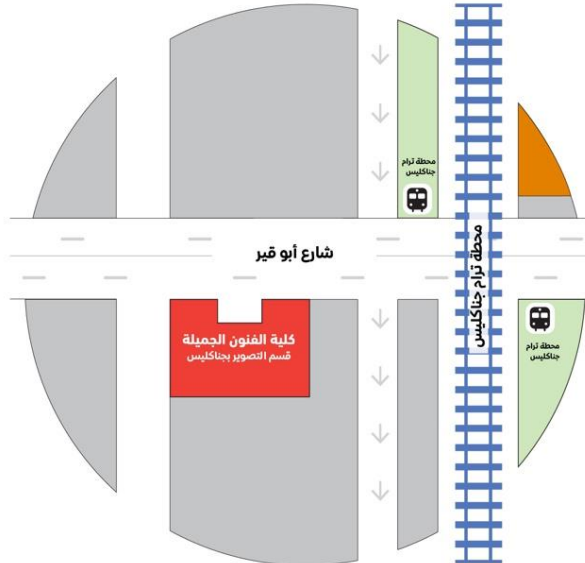 محطة ترام
جناكليس
شارع أبو قير
محطة ترام جناكليس
كلية الفنون الجميلة
قسم التصوير بجناكليس
محطة ترام
جناكليس